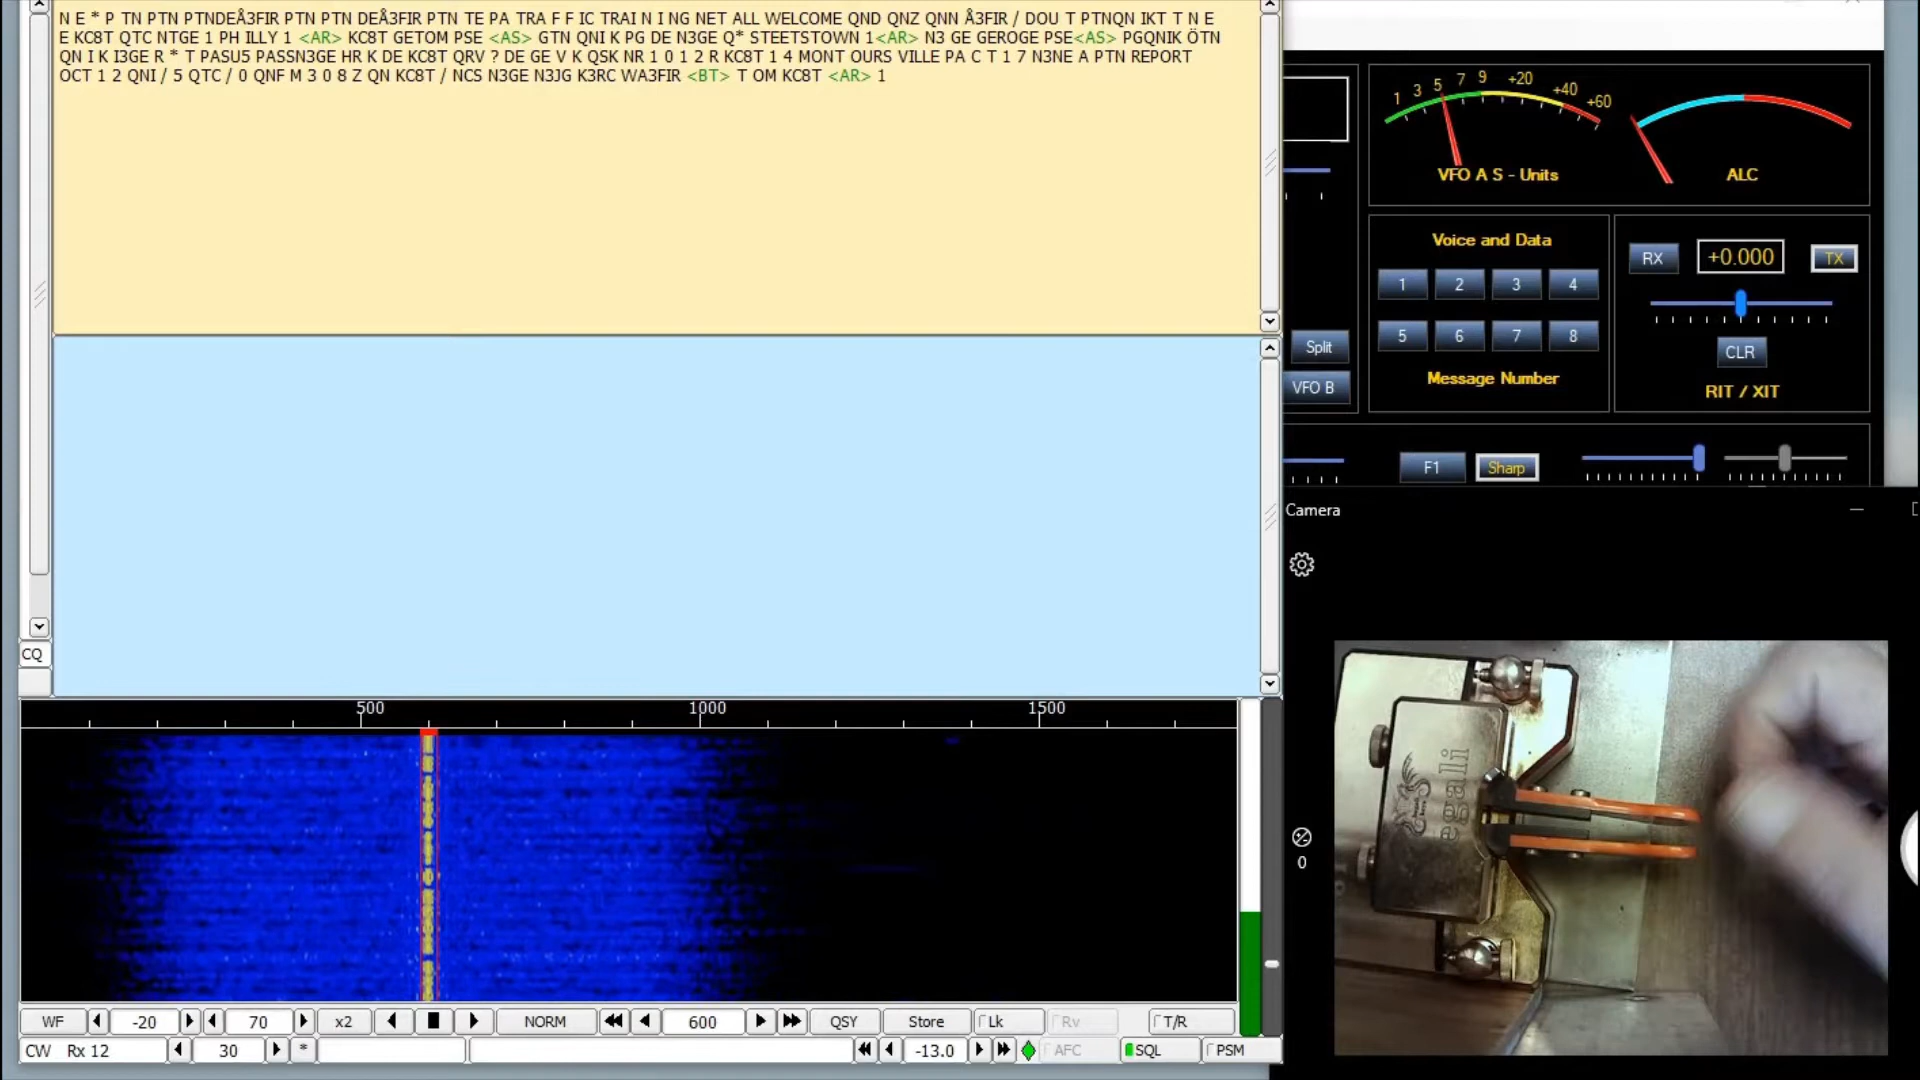 N E * P TN PTN PTNDEÅ3FIR PTN PTN DEÅ3FIR PTN TE PA TRA F F IC TRAI N I NG NET ALL WELCOME QND QNZ QNN Å3FIR / DOU T PTNQN IKT T N E
E KC8T QTC NTGE 1 PH ILLY 1 <AR> KC8T GETOM PSE <AS> GTN QNI K PG DE N3GE Q* STEETSTOWN 1<AR> N3 GE GEROGE PSE<AS> PGQNIK ÖTN
QN I K I3GE R * T PASU5 PASSN3GE HR K DE KC8T QRV ? DE GE V K QSK NR 1 0 1 2 R KC8T 1 4 MONT OURS VILLE PA C T 1 7 N3NE A PTN REPORT
OCT 1 2 QNI / 5 QTC / 0 QNF M 3 0 8 Z QN KC8T / NCS N3GE N3JG K3RC WA3FIR <BT> T OM KC8T <AR> 1
1 3 5 7 9 +20 +40 +60
VFO A S - Units
ALC
Voice and Data
1 2 3 4
5 6 7 8
Message Number
RX +0.000 TX
CLR
RIT / XIT
Split
VFO B
F1 Sharp
Camera
0
egali
CQ
500 1000 1500
WF -20 70 x2 NORM 600 QSY Store Lk Rv T/R
CW Rx 12 30 * -13.0 AFC SQL PSM